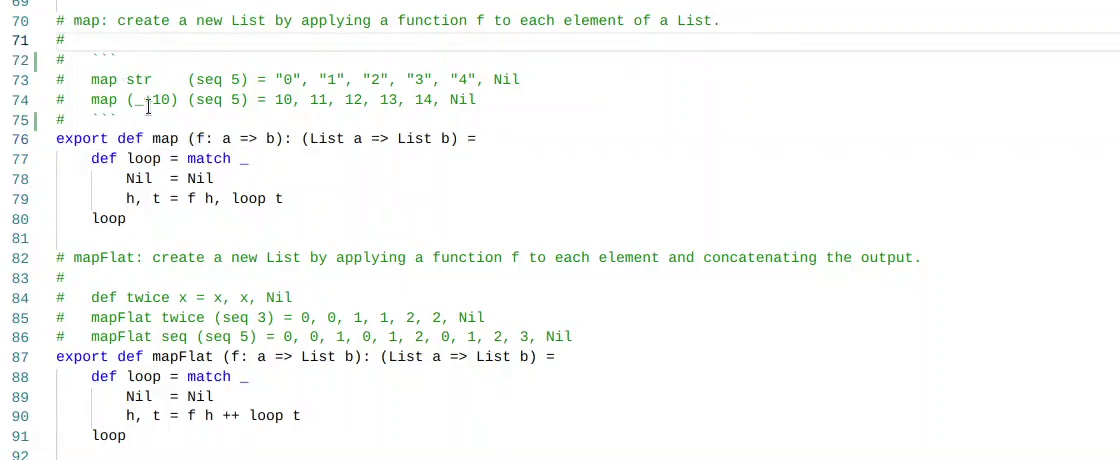 69
70 # map: create a new List by applying a function f to each element of a List.
71 #
72 #   ```
73 #   map str    (seq 5) = "0", "1", "2", "3", "4", Nil
74 #   map (_+10) (seq 5) = 10, 11, 12, 13, 14, Nil
75 #   ```
76 export def map (f: a => b): (List a => List b) =
77     def loop = match _
78         Nil  = Nil
79         h, t = f h, loop t
80     loop
81
82 # mapFlat: create a new List by applying a function f to each element and concatenating the output.
83 #
84 #   def twice x = x, x, Nil
85 #   mapFlat twice (seq 3) = 0, 0, 1, 1, 2, 2, Nil
86 #   mapFlat seq (seq 5) = 0, 0, 1, 0, 1, 2, 0, 1, 2, 3, Nil
87 export def mapFlat (f: a => List b): (List a => List b) =
88     def loop = match _
89         Nil  = Nil
90         h, t = f h ++ loop t
91     loop
92